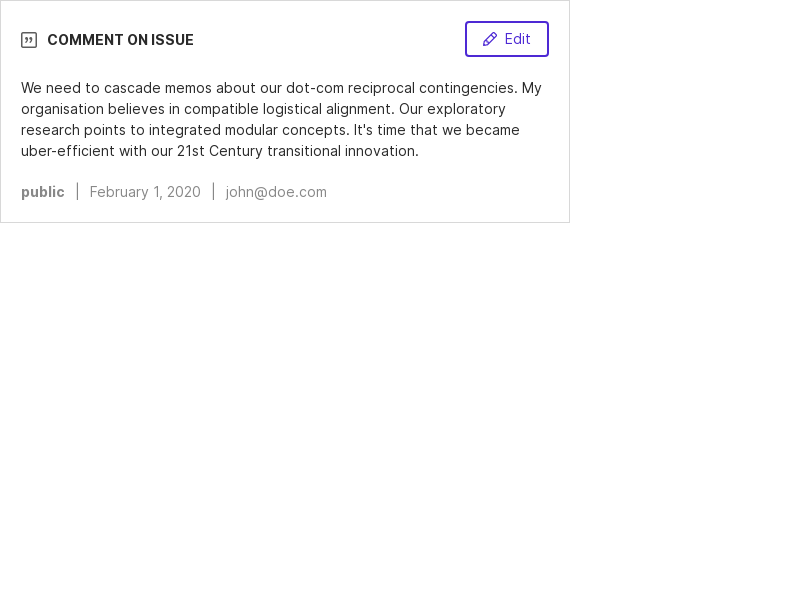 COMMENT ON ISSUE
Edit
We need to cascade memos about our dot-com reciprocal contingencies. My
organisation believes in compatible logistical alignment. Our exploratory
research points to integrated modular concepts. It's time that we became
uber-efficient with our 21st Century transitional innovation.
public | February 1, 2020 | john@doe.com